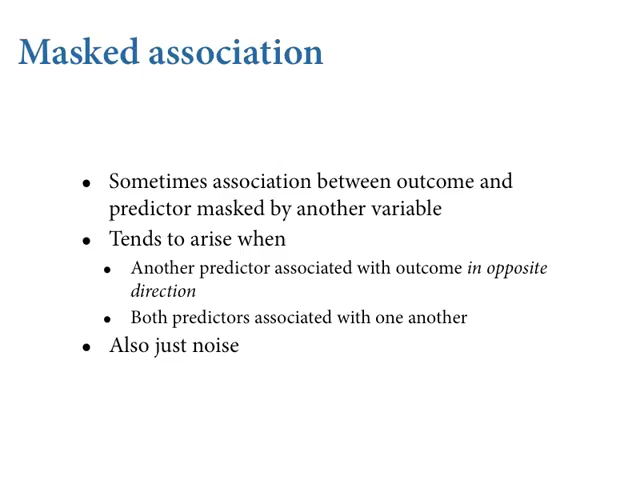 Masked association
• Sometimes association between outcome and
predictor masked by another variable
• Tends to arise when
• Another predictor associated with outcome in opposite
direction
• Both predictors associated with one another
• Also just noise